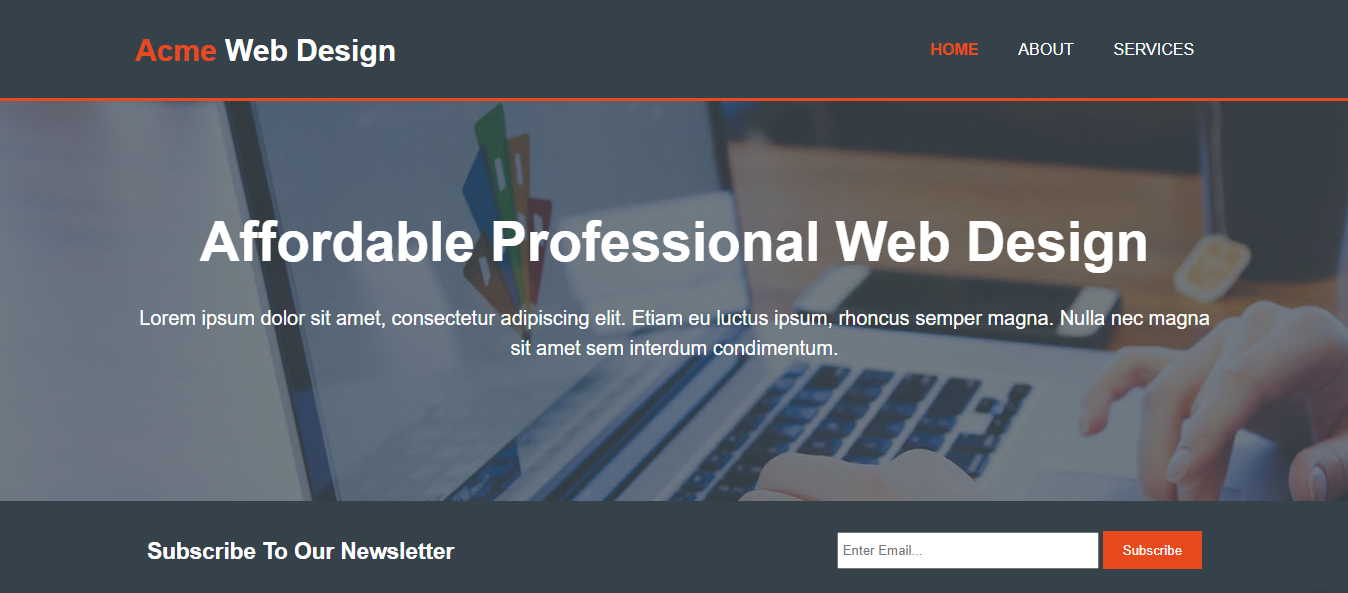 Acme Web Design
HOME ABOUT SERVICES
Affordable Professional Web Design
Lorem ipsum dolor sit amet, consectetur adipiscing elit. Etiam eu luctus ipsum, rhoncus semper magna. Nulla nec magna
sit amet sem interdum condimentum.
Subscribe To Our Newsletter
Enter Email...
Subscribe